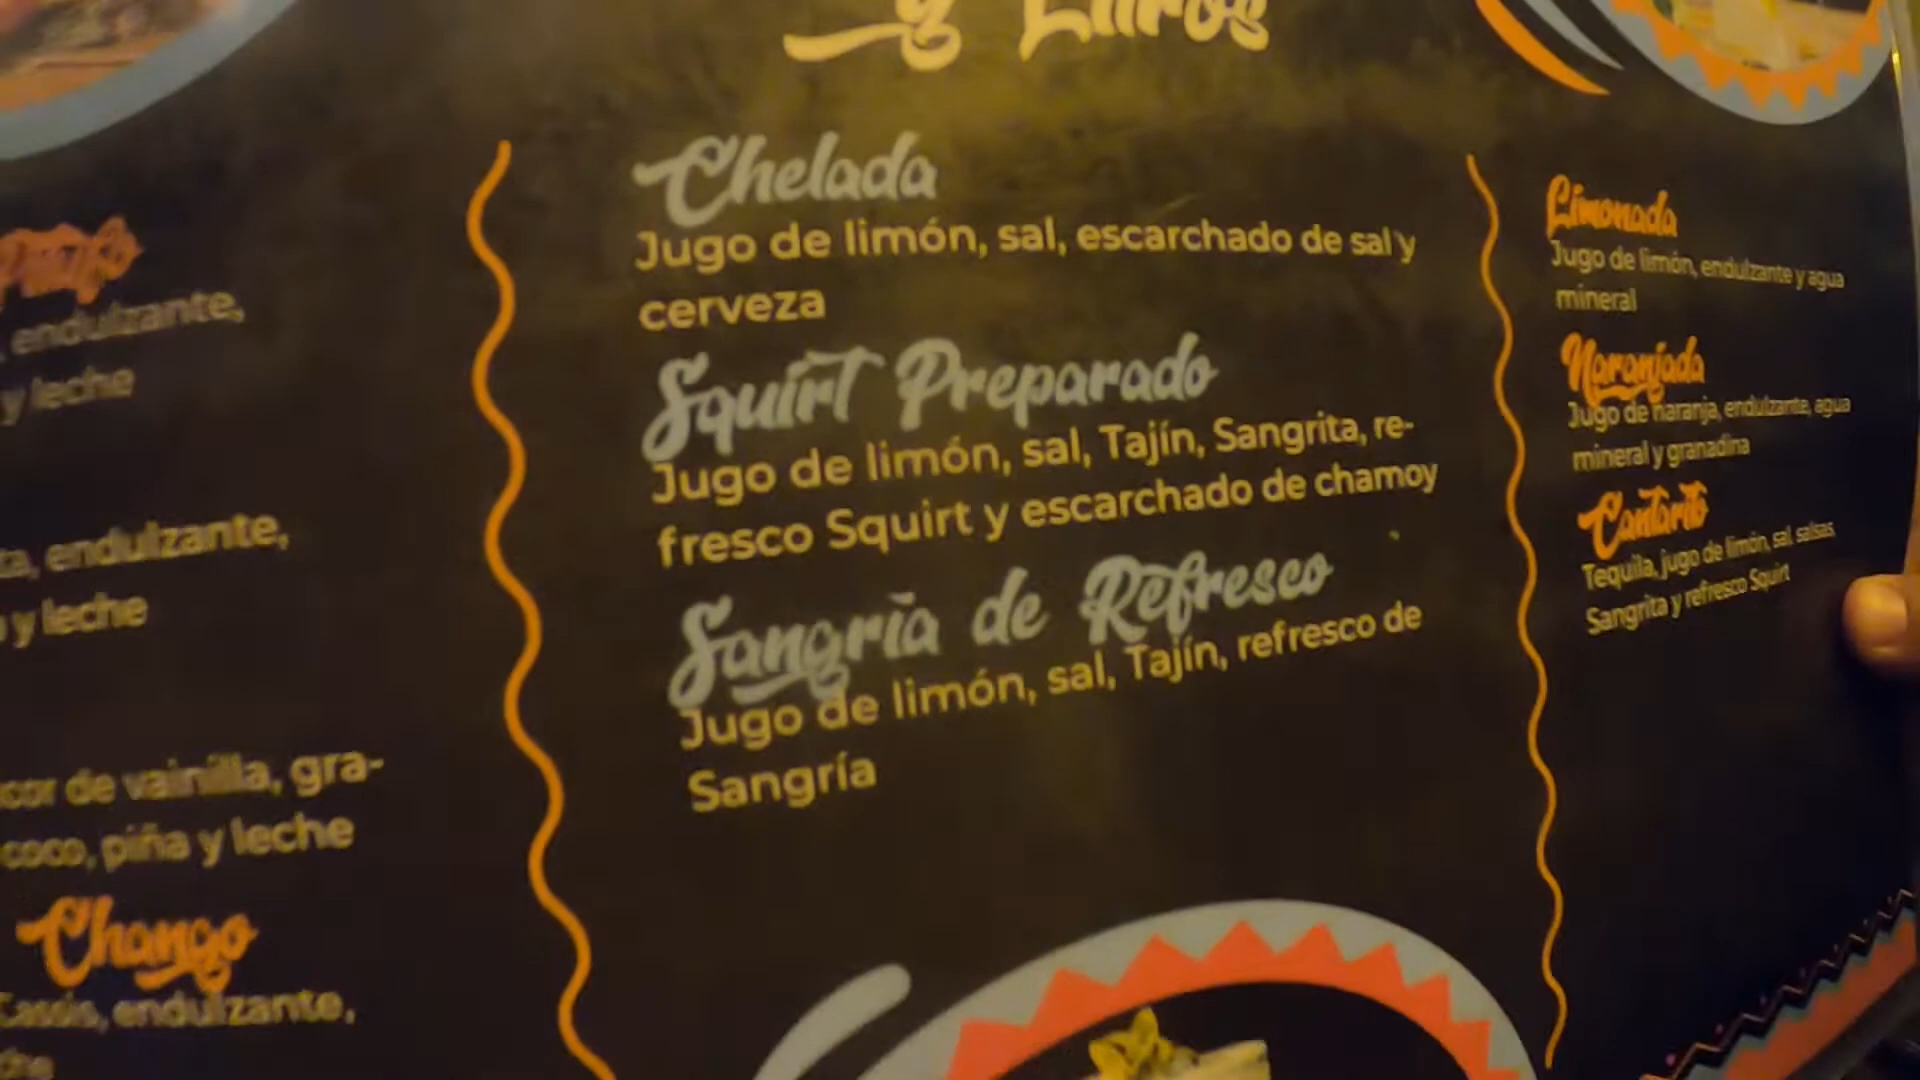 y Litros
endulzante,
y leche
endulzante,
y leche
de vainilla, gra-
coco, piña y leche
Chango
Cassis, endulzante,
Chelada
Jugo de limón, sal, escarchado de sal y
cerveza
Squirt Preparado
Jugo de limón, sal, Tajín, Sangrita, re-
fresco Squirt y escarchado de chamoy
Sangría de Refresco
Jugo de limón, sal, Tajín, refresco de
Sangría
Limonada
Jugo de limón, endulzante y agua
mineral
Naranjada
Jugo de naranja, endulzante, agua
mineral y granadina
Cantarito
Tequila, jugo de limón, sal, salsas,
Sangrita y refresco Squirt